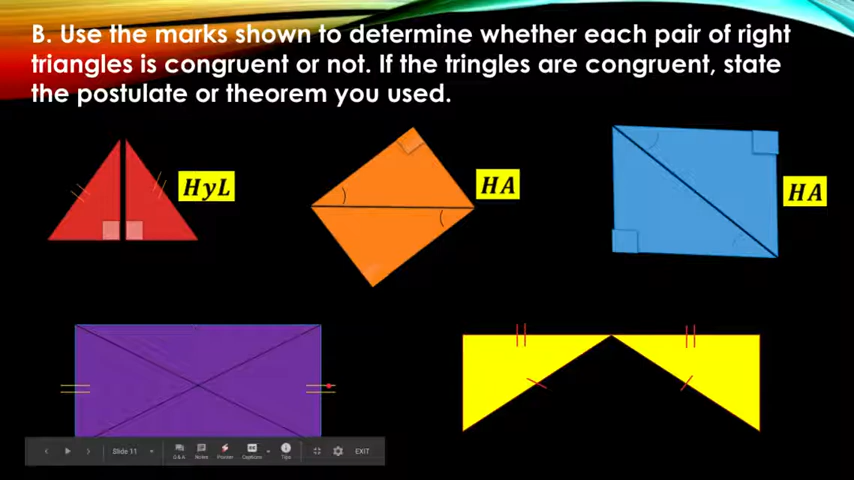 B. Use the marks shown to determine whether each pair of right
triangles is congruent or not. If the tringles are congruent, state
the postulate or theorem you used.
HyL
HA
HA
Slide 11
Q&A Notes Pointer Captions Tips
EXIT